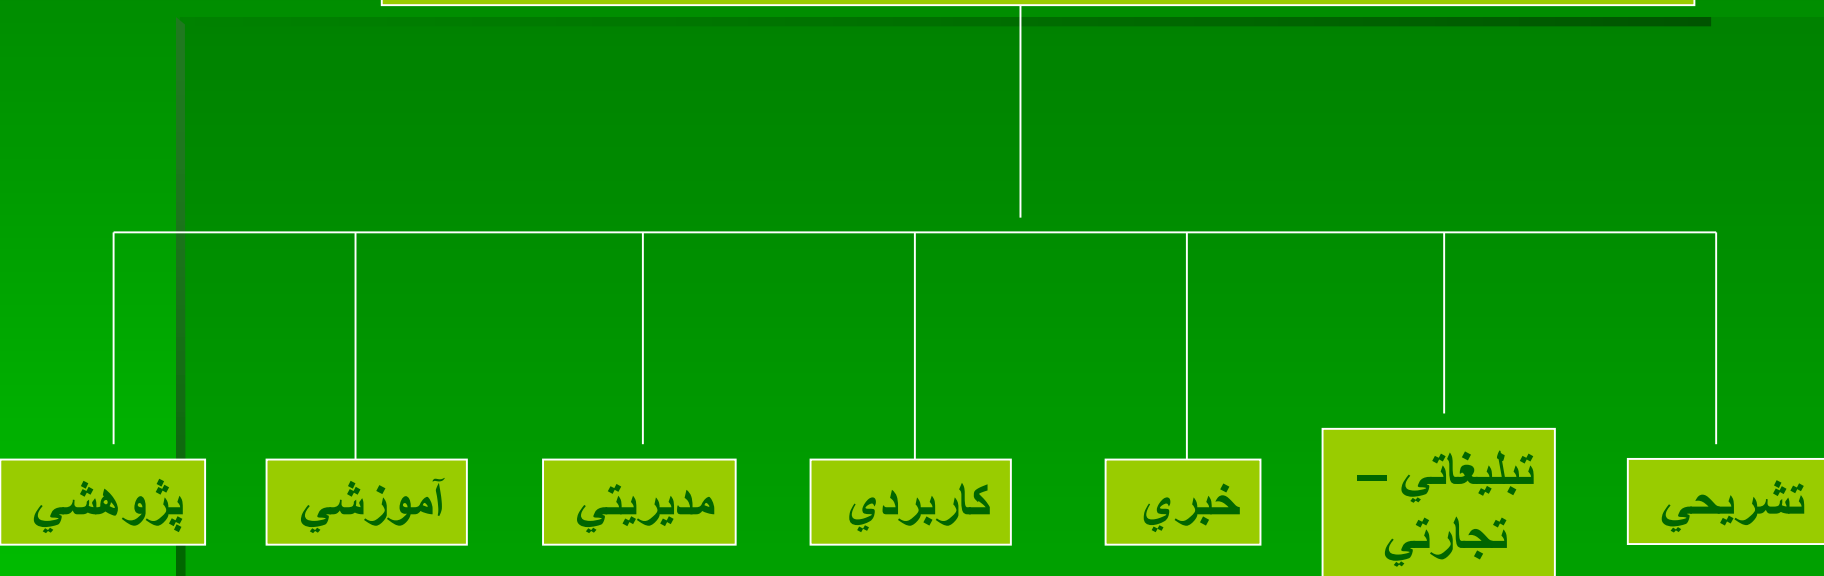 تشريحي
تبليغاتي –
تجارتي
خبري
كاربردي
مديريتي
آموزشي
پژوهشي